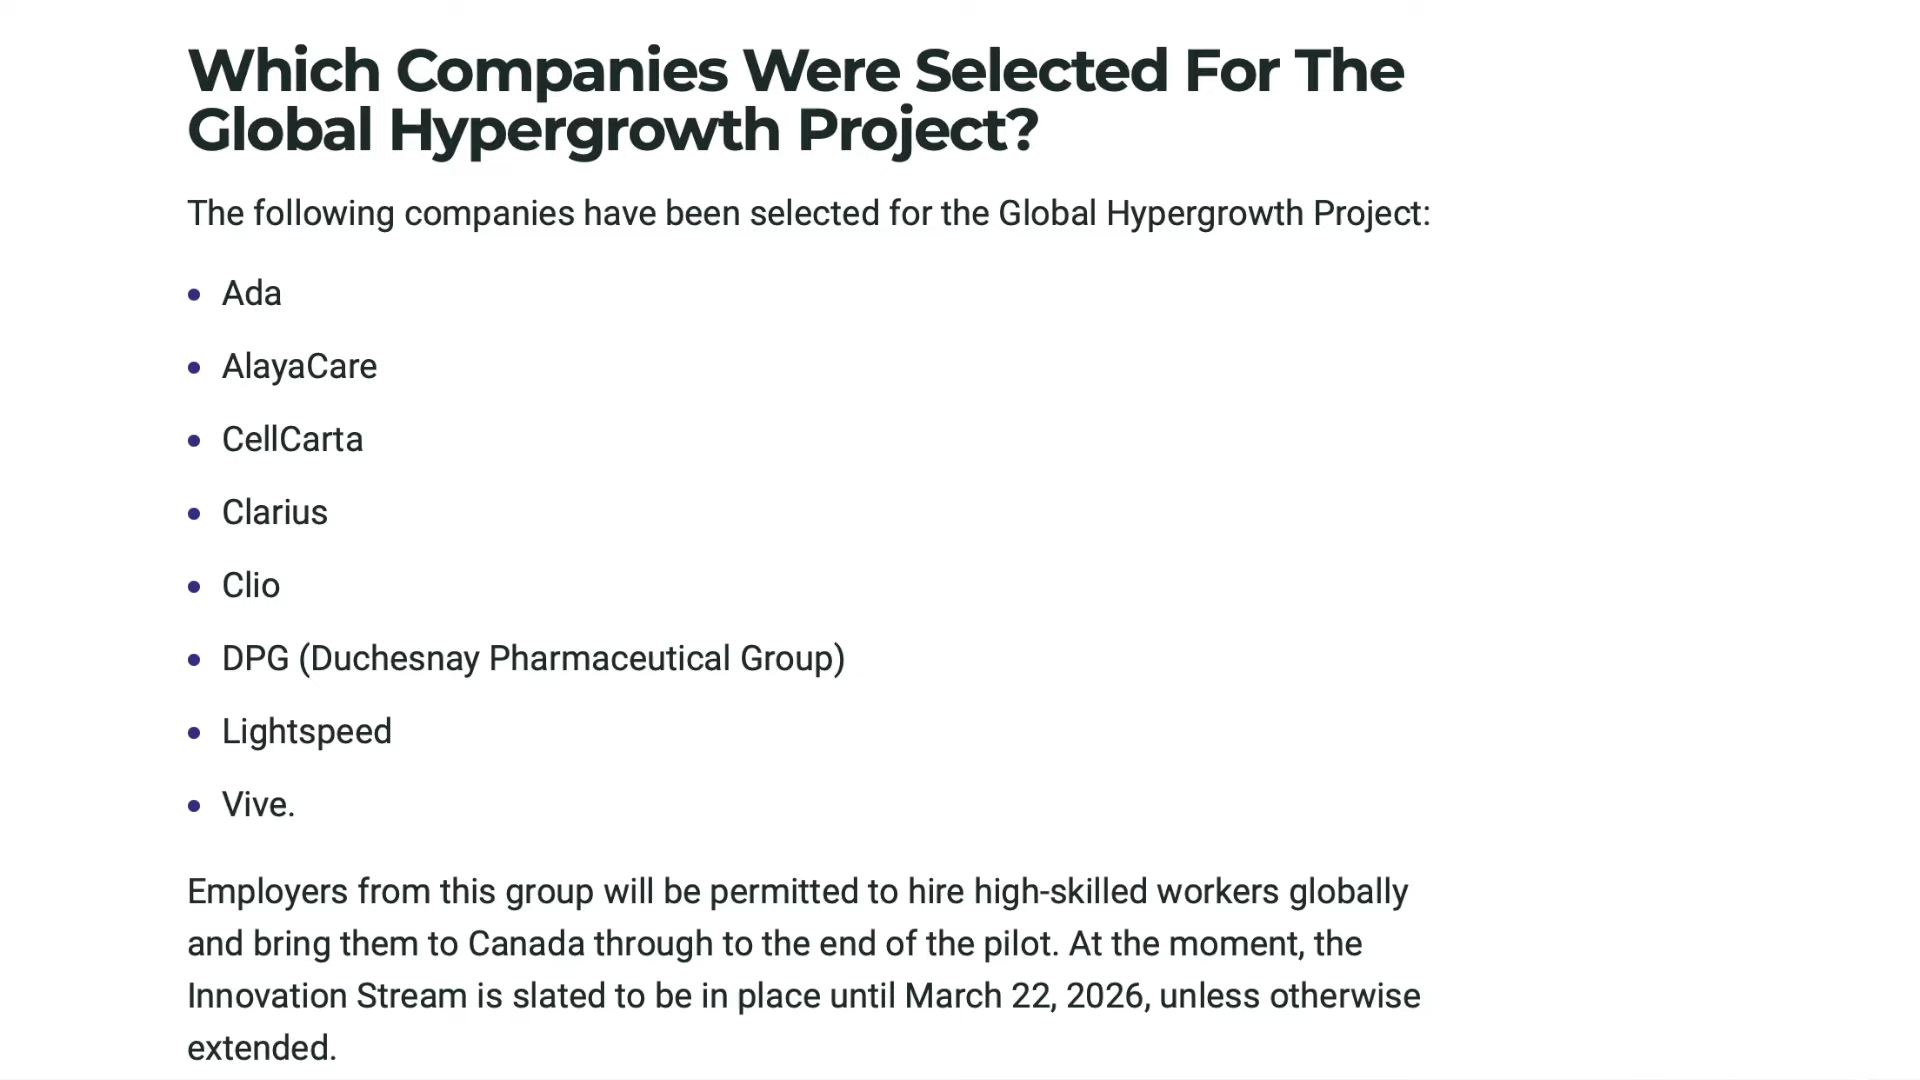 Which Companies Were Selected For The
Global Hypergrowth Project?
The following companies have been selected for the Global Hypergrowth Project:
• Ada
• AlayaCare
• CellCarta
• Clarius
• Clio
• DPG (Duchesnay Pharmaceutical Group)
• Lightspeed
• Vive.
Employers from this group will be permitted to hire high-skilled workers globally
and bring them to Canada through to the end of the pilot. At the moment, the
Innovation Stream is slated to be in place until March 22, 2026, unless otherwise
extended.